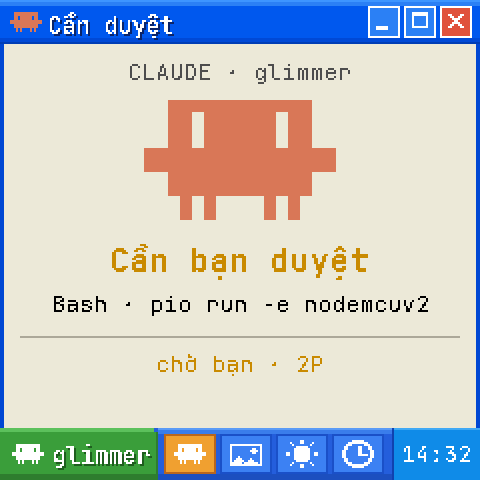 Cần duyệt
CLAUDE · glimmer
Cần bạn duyệt
Bash · pio run -e nodemcuv2
chờ bạn · 2P
glimmer
14:32